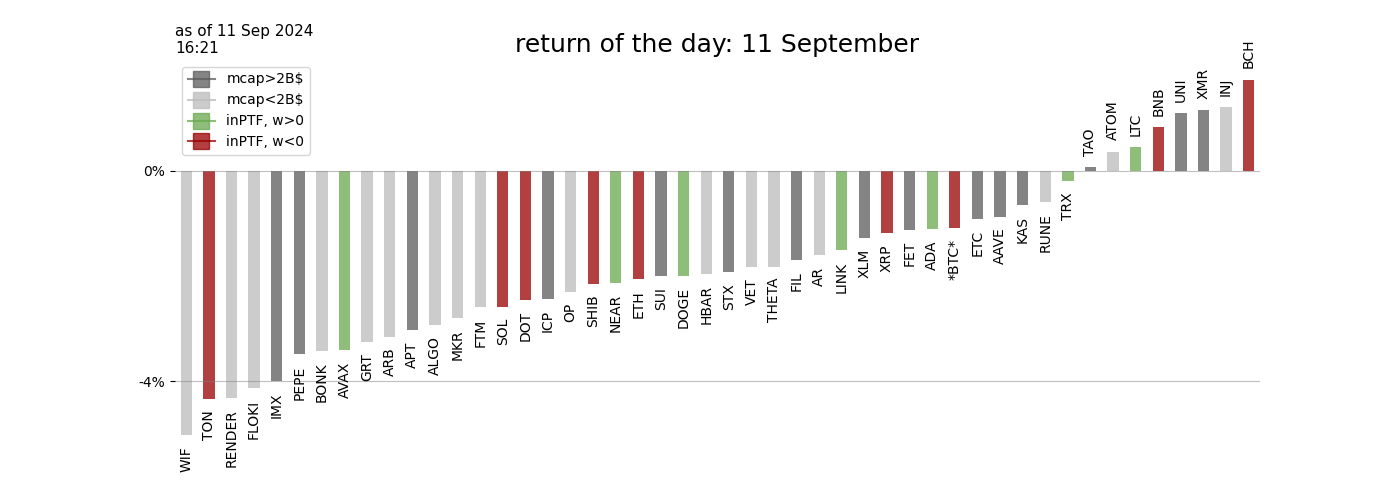 as of 11 Sep 2024
16:21
return of the day: 11 September
mcap>2B$
mcap<2B$
inPTF, w>0
inPTF, w<0
0%
-4%
WIF
TON
RENDER
FLOKI
IMX
PEPE
BONK
AVAX
GRT
ARB
APT
ALGO
MKR
FTM
SOL
DOT
ICP
OP
SHIB
NEAR
ETH
SUI
DOGE
HBAR
STX
VET
THETA
FIL
AR
LINK
XLM
XRP
FET
ADA
*BTC*
ETC
AAVE
KAS
RUNE
TRX
TAO
ATOM
LTC
BNB
UNI
XMR
INJ
BCH